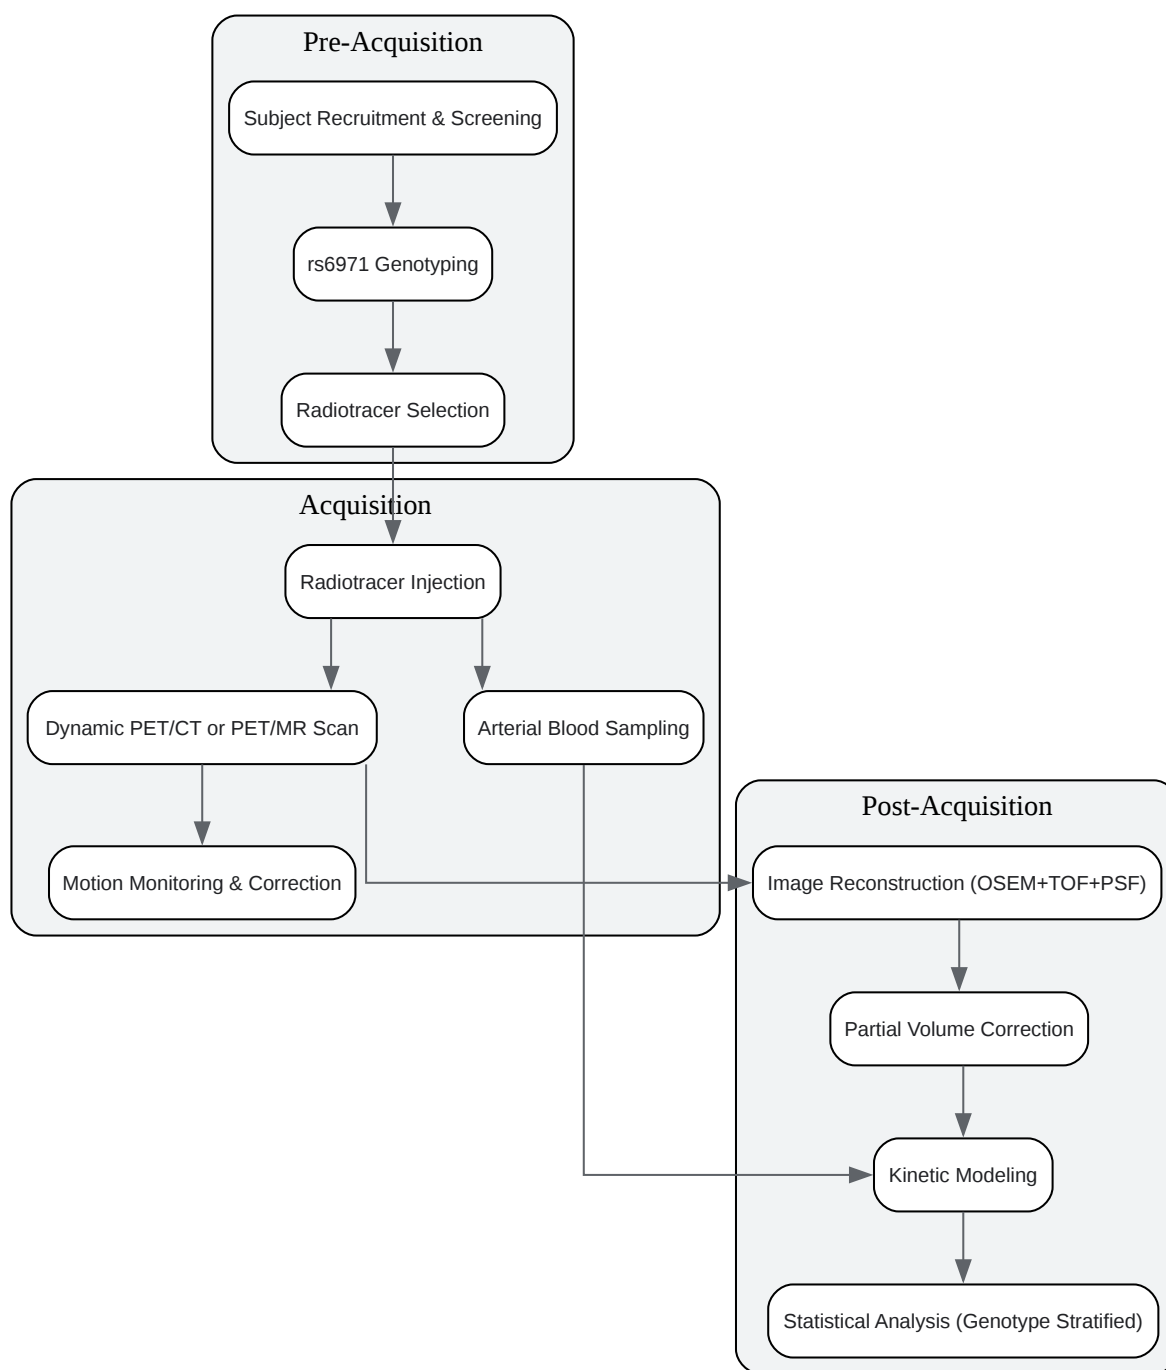 Pre-Acquisition
Subject Recruitment & Screening
rs6971 Genotyping
Radiotracer Selection
Acquisition
Radiotracer Injection
Dynamic PET/CT or PET/MR Scan
Arterial Blood Sampling
Motion Monitoring & Correction
Post-Acquisition
Image Reconstruction (OSEM+TOF+PSF)
Partial Volume Correction
Kinetic Modeling
Statistical Analysis (Genotype Stratified)